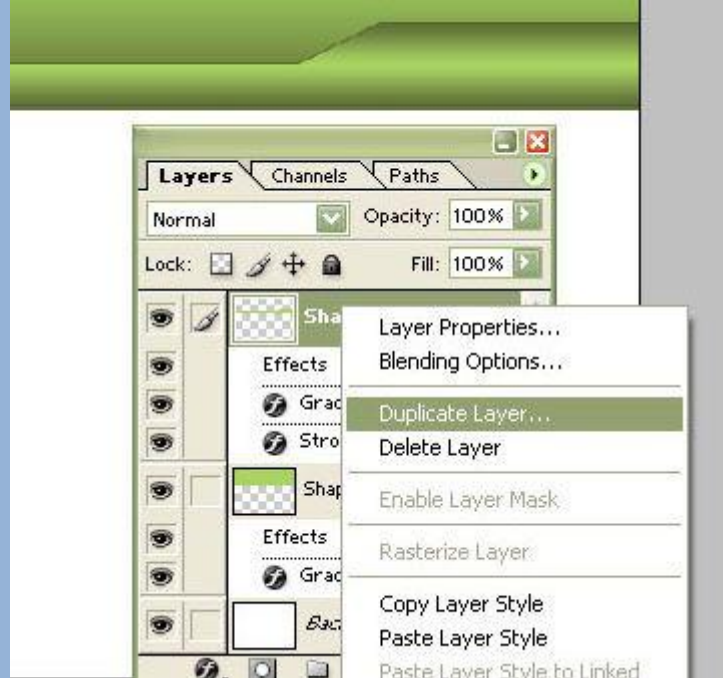 Layers Channels Paths
Normal Opacity: 100%
Lock: Fill: 100%
Sha
Layer Properties...
Effects Blending Options...
Grad
Duplicate Layer...
Stro Delete Layer
Shap Enable Layer Mask
Effects
Rasterize Layer
Grad
Copy Layer Style
Bac
Paste Layer Style
Paste Layer Style to Linked